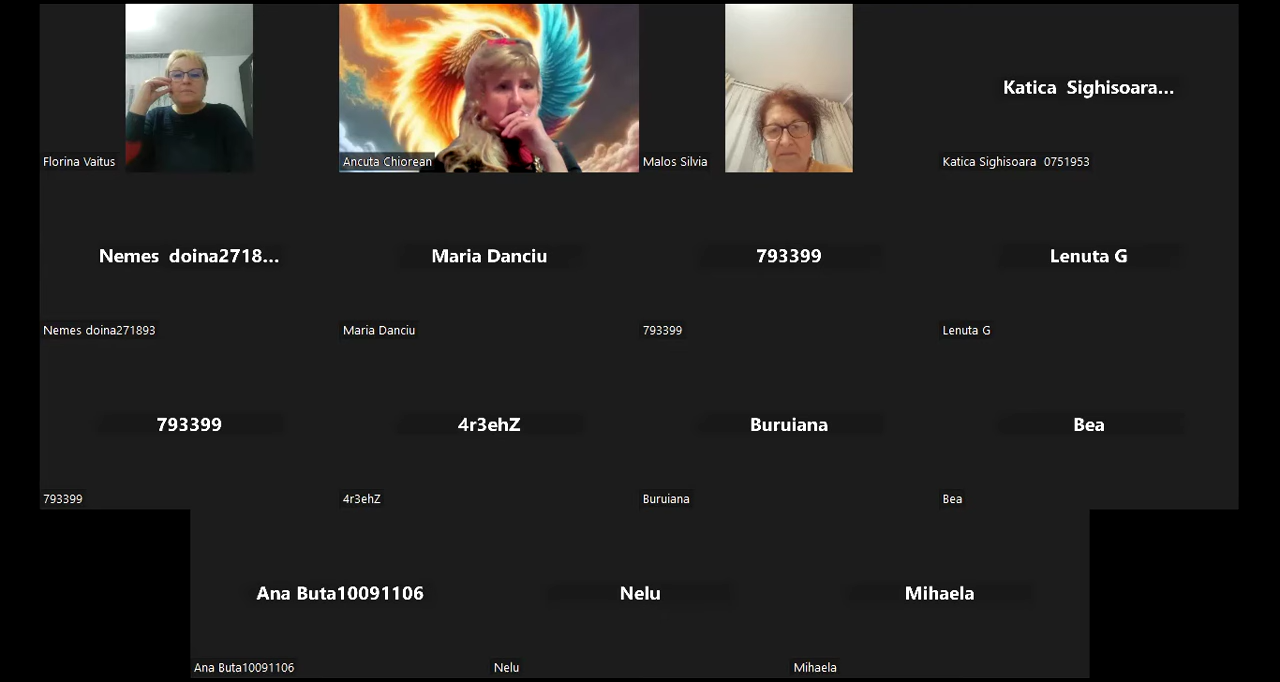 Katica Sighisoara...
Florina Vaitus
Ancuta Chiorean
Malos Silvia
Katica Sighisoara 0751953
Nemes doina2718...
Maria Danciu
793399
Lenuta G
Nemes doina271893
Maria Danciu
793399
Lenuta G
793399
4r3ehZ
Buruiana
Bea
793399
4r3ehZ
Buruiana
Bea
Ana Buta10091106
Nelu
Mihaela
Ana Buta10091106
Nelu
Mihaela